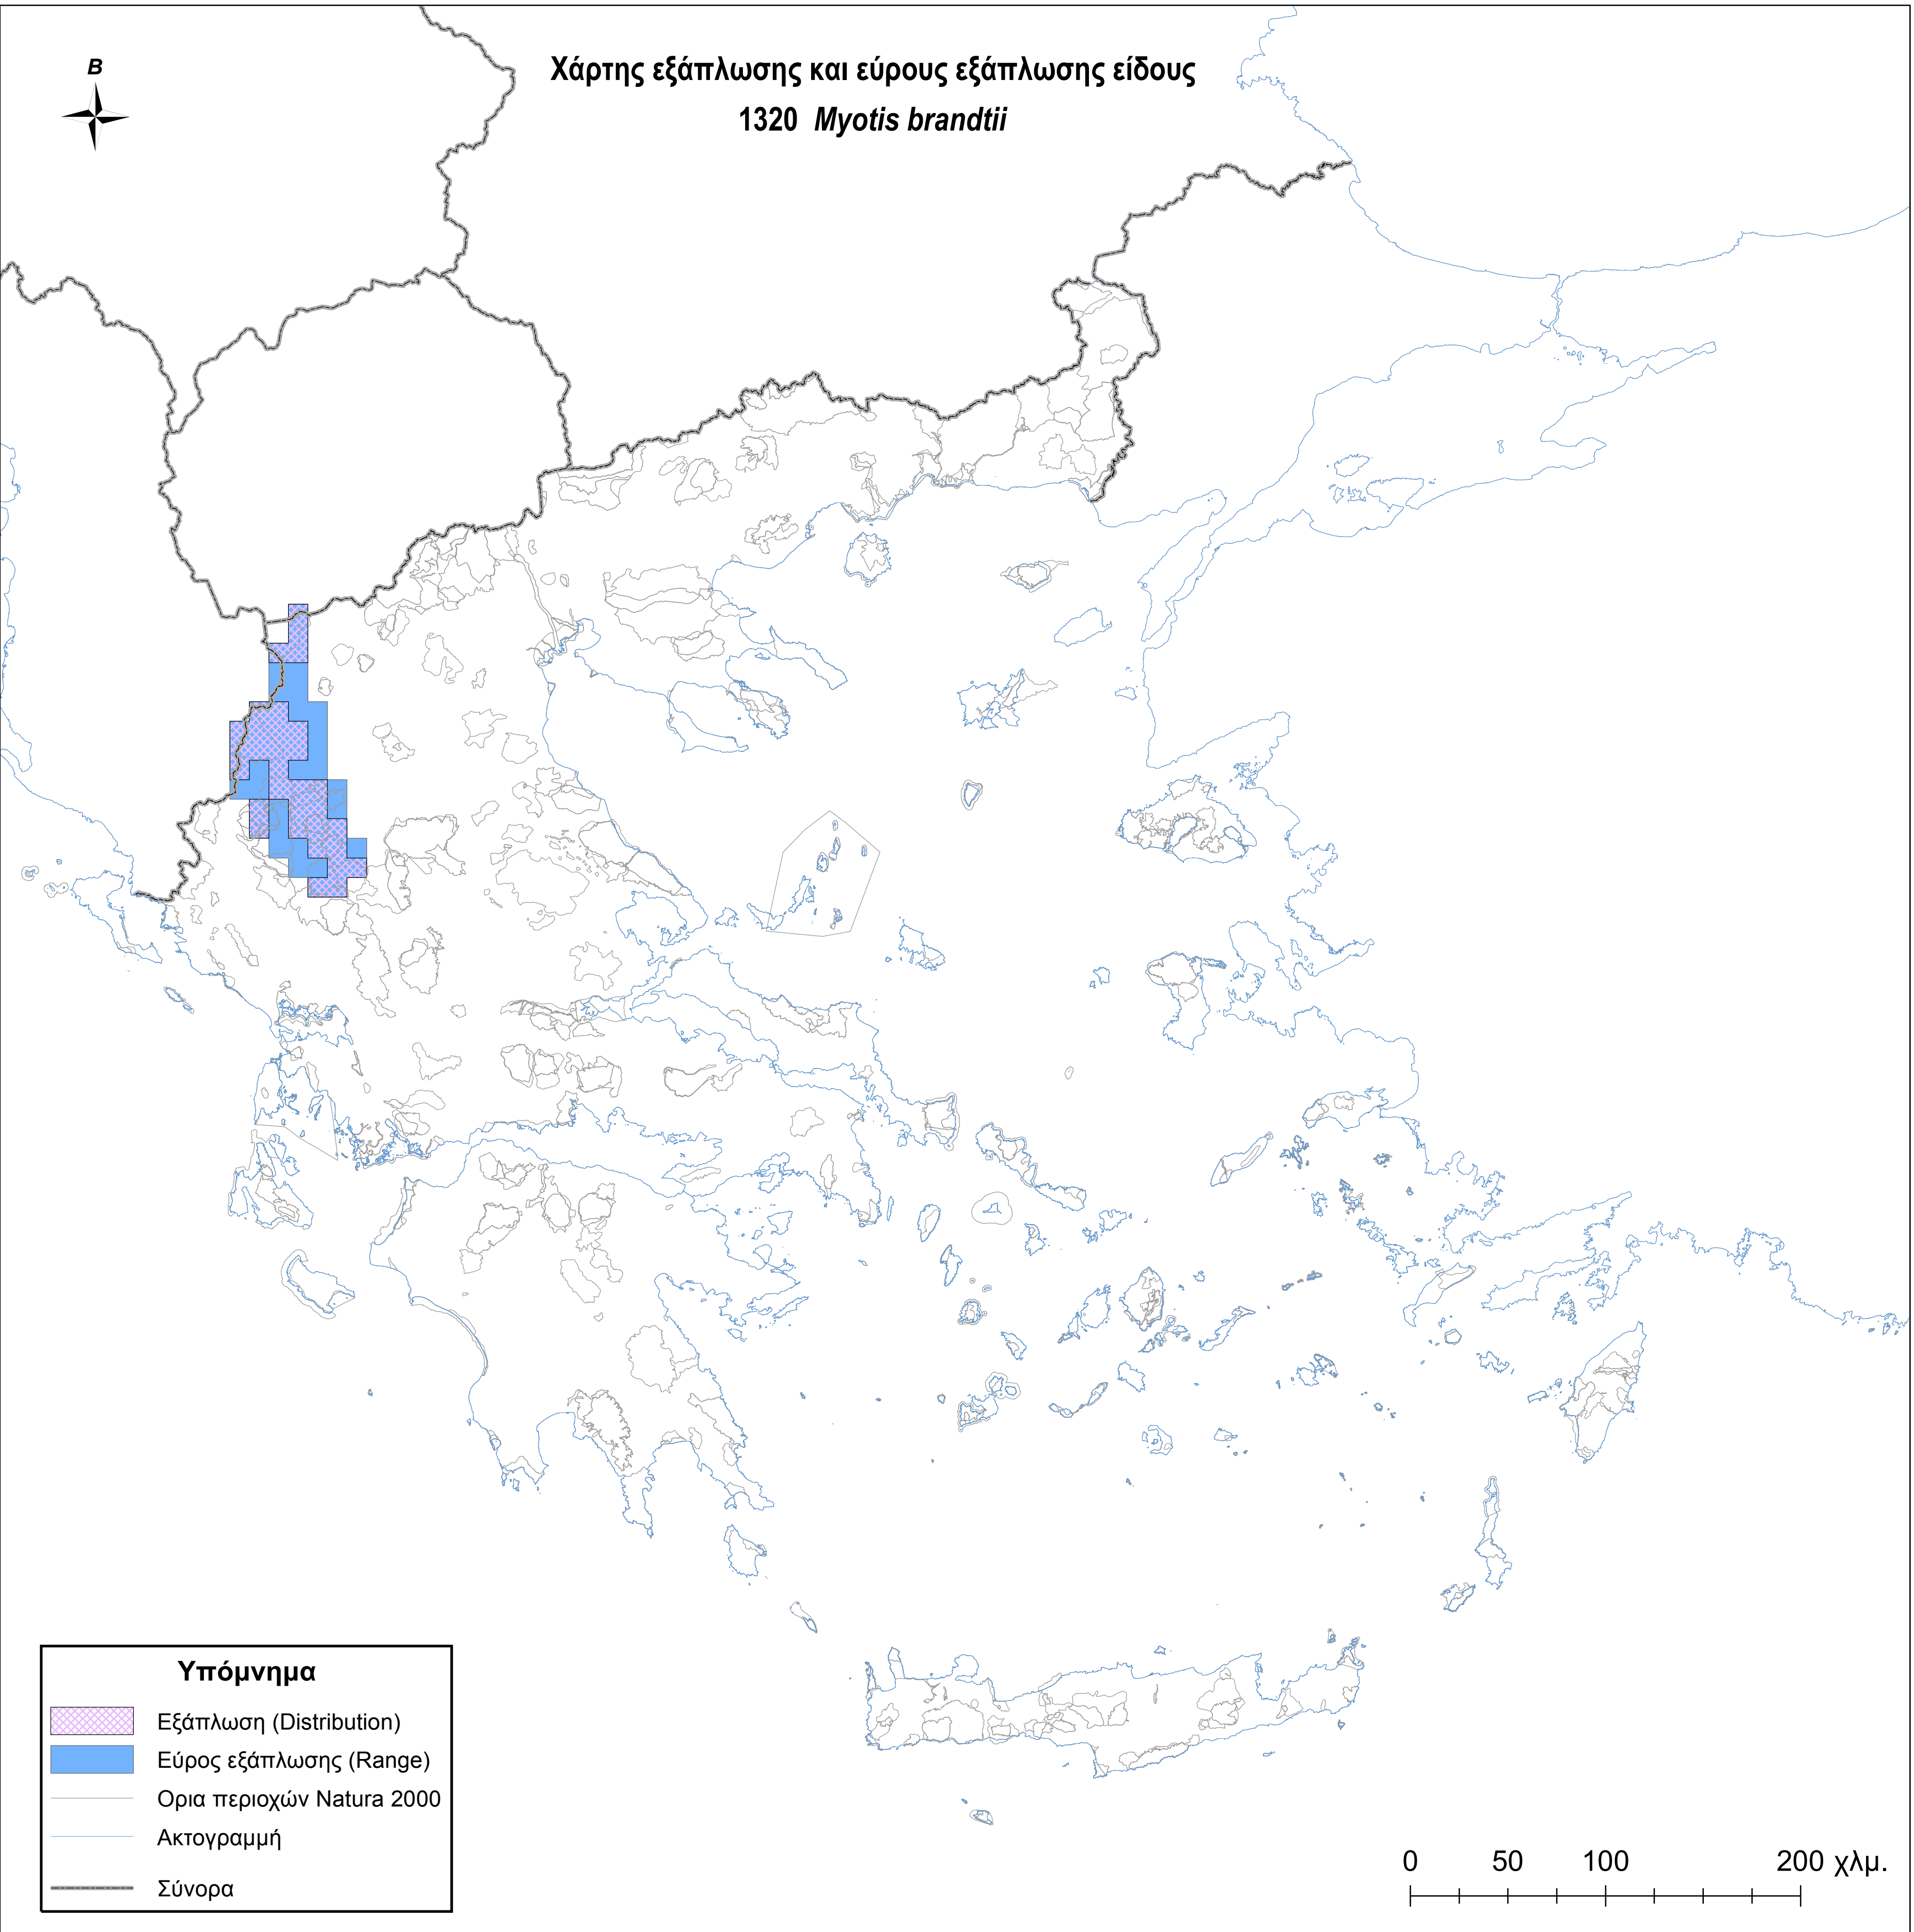 Β
Χάρτης εξάπλωσης και εύρους εξάπλωσης είδους
1320 Myotis brandtii
Υπόμνημα
Εξάπλωση (Distribution)
Εύρος εξάπλωσης (Range)
Ορια περιοχών Natura 2000
Ακτογραμμή
Σύνορα
0 50 100 200 χλμ.